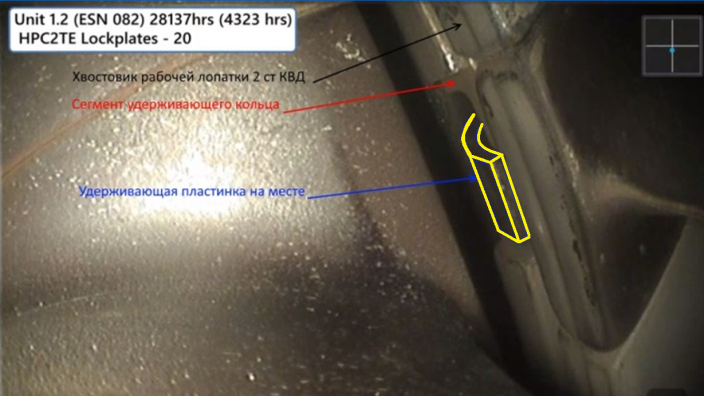 Unit 1.2 (ESN 082) 28137hrs (4323 hrs)
HPC2TE Lockplates - 20
Хвостовик рабочей лопатки 2 ст КВД
Сегмент удерживающего кольца
Удерживающая пластинка на месте